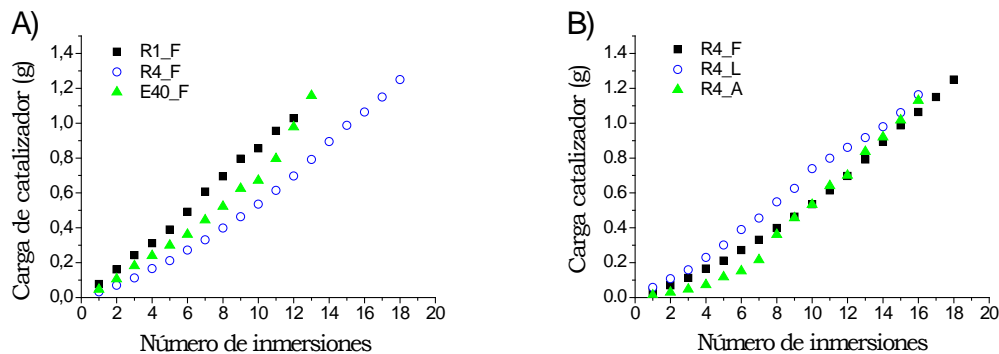 A)
1,4
1,2
1,0
0,8
0,6
0,4
0,2
0,0
0 2 4 6 8 10 12 14 16 18 20
Carga de catalizador (g)
Número de inmersiones
R1_F
R4_F
E40_F
B)
1,4
1,2
1,0
0,8
0,6
0,4
0,2
0,0
0 2 4 6 8 10 12 14 16 18 20
Carga catalizador (g)
Número de inmersiones
R4_F
R4_L
R4_A